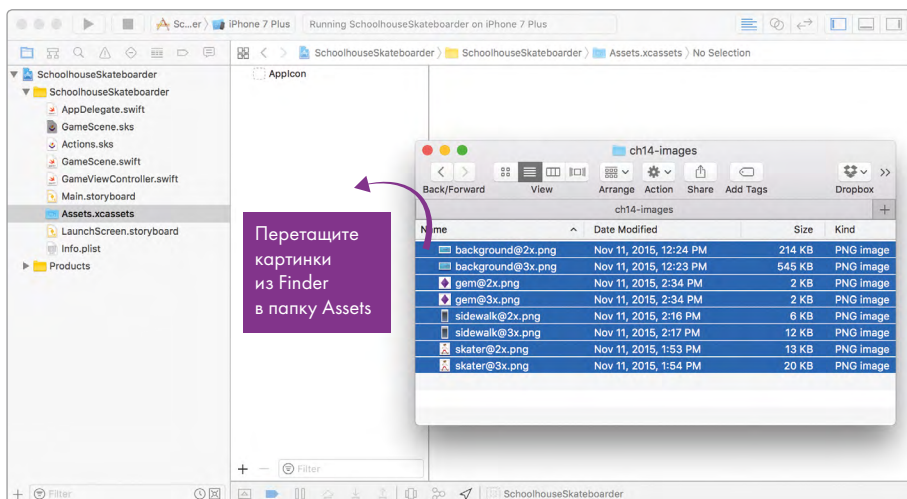 Sc...er
iPhone 7 Plus
Running SchoolhouseSkateboarder on iPhone 7 Plus
SchoolhouseSkateboarder
SchoolhouseSkateboarder
Assets.xcassets
No Selection
SchoolhouseSkateboarder
SchoolhouseSkateboarder
AppDelegate.swift
GameScene.sks
Actions.sks
GameScene.swift
GameViewController.swift
Main.storyboard
Assets.xcassets
LaunchScreen.storyboard
Info.plist
Products
AppIcon
Перетащите
картинки
из Finder
в папку Assets
ch14-images
Back/Forward View Arrange Action Share Add Tags Dropbox
ch14-images
Date Modified Size Kind
background@2x.png Nov 11, 2015, 12:24 PM 214 KB PNG image
background@3x.png Nov 11, 2015, 12:23 PM 545 KB PNG image
gem@2x.png Nov 11, 2015, 2:34 PM 2 KB PNG image
gem@3x.png Nov 11, 2015, 2:34 PM 2 KB PNG image
sidewalk@2x.png Nov 11, 2015, 2:16 PM 6 KB PNG image
sidewalk@3x.png Nov 11, 2015, 2:17 PM 12 KB PNG image
skater@2x.png Nov 11, 2015, 1:53 PM 13 KB PNG image
skater@3x.png Nov 11, 2015, 1:54 PM 20 KB PNG image
Filter
Filter
SchoolhouseSkateboarder